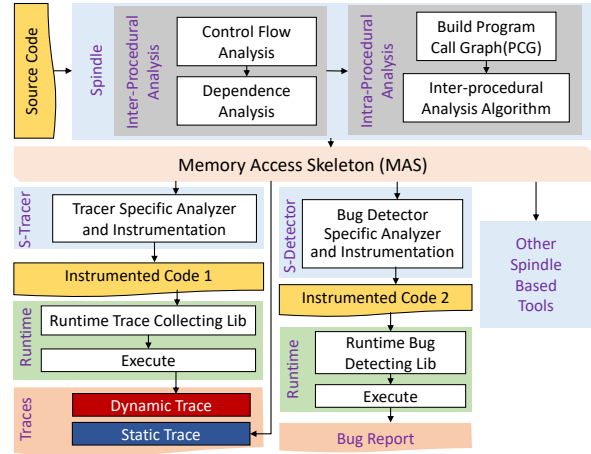 Source Code
Spindle
Inter-Procedural
Analysis
Control Flow
Analysis
Dependence
Analysis
Intra-Procedural
Analysis
Build Program
Call Graph(PCG)
Inter-procedural
Analysis Algorithm
Memory Access Skeleton (MAS)
S-Tracer
Tracer Specific Analyzer
and Instrumentation
Instrumented Code 1
Runtime
Runtime Trace Collecting Lib
Execute
Traces
Dynamic Trace
Static Trace
S-Detector
Bug Detector
Specific Analyzer
and Instrumentation
Instrumented Code 2
Runtime
Runtime Bug
Detecting Lib
Execute
Bug Report
Other
Spindle
Based
Tools